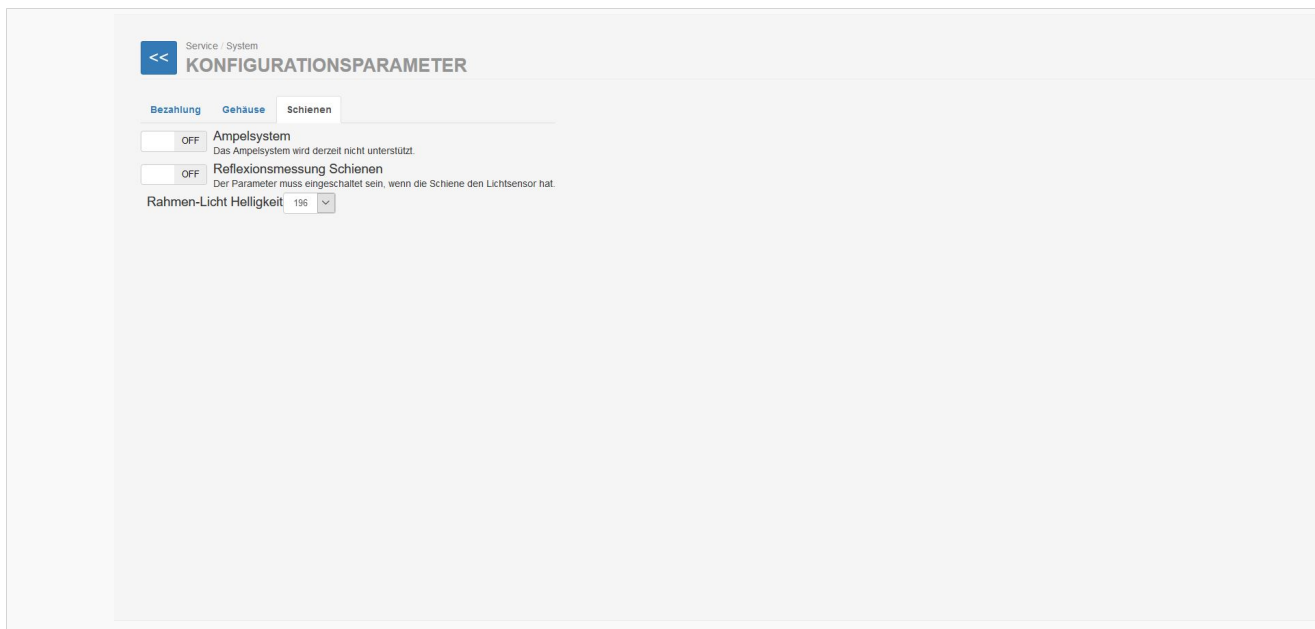 <<
Service / System
KONFIGURATIONSPARAMETER
Bezahlung Gehäuse Schienen
OFF Ampelsystem
Das Ampelsystem wird derzeit nicht unterstützt.
OFF Reflexionsmessung Schienen
Der Parameter muss eingeschaltet sein, wenn die Schiene den Lichtsensor hat.
Rahmen-Licht Helligkeit 196